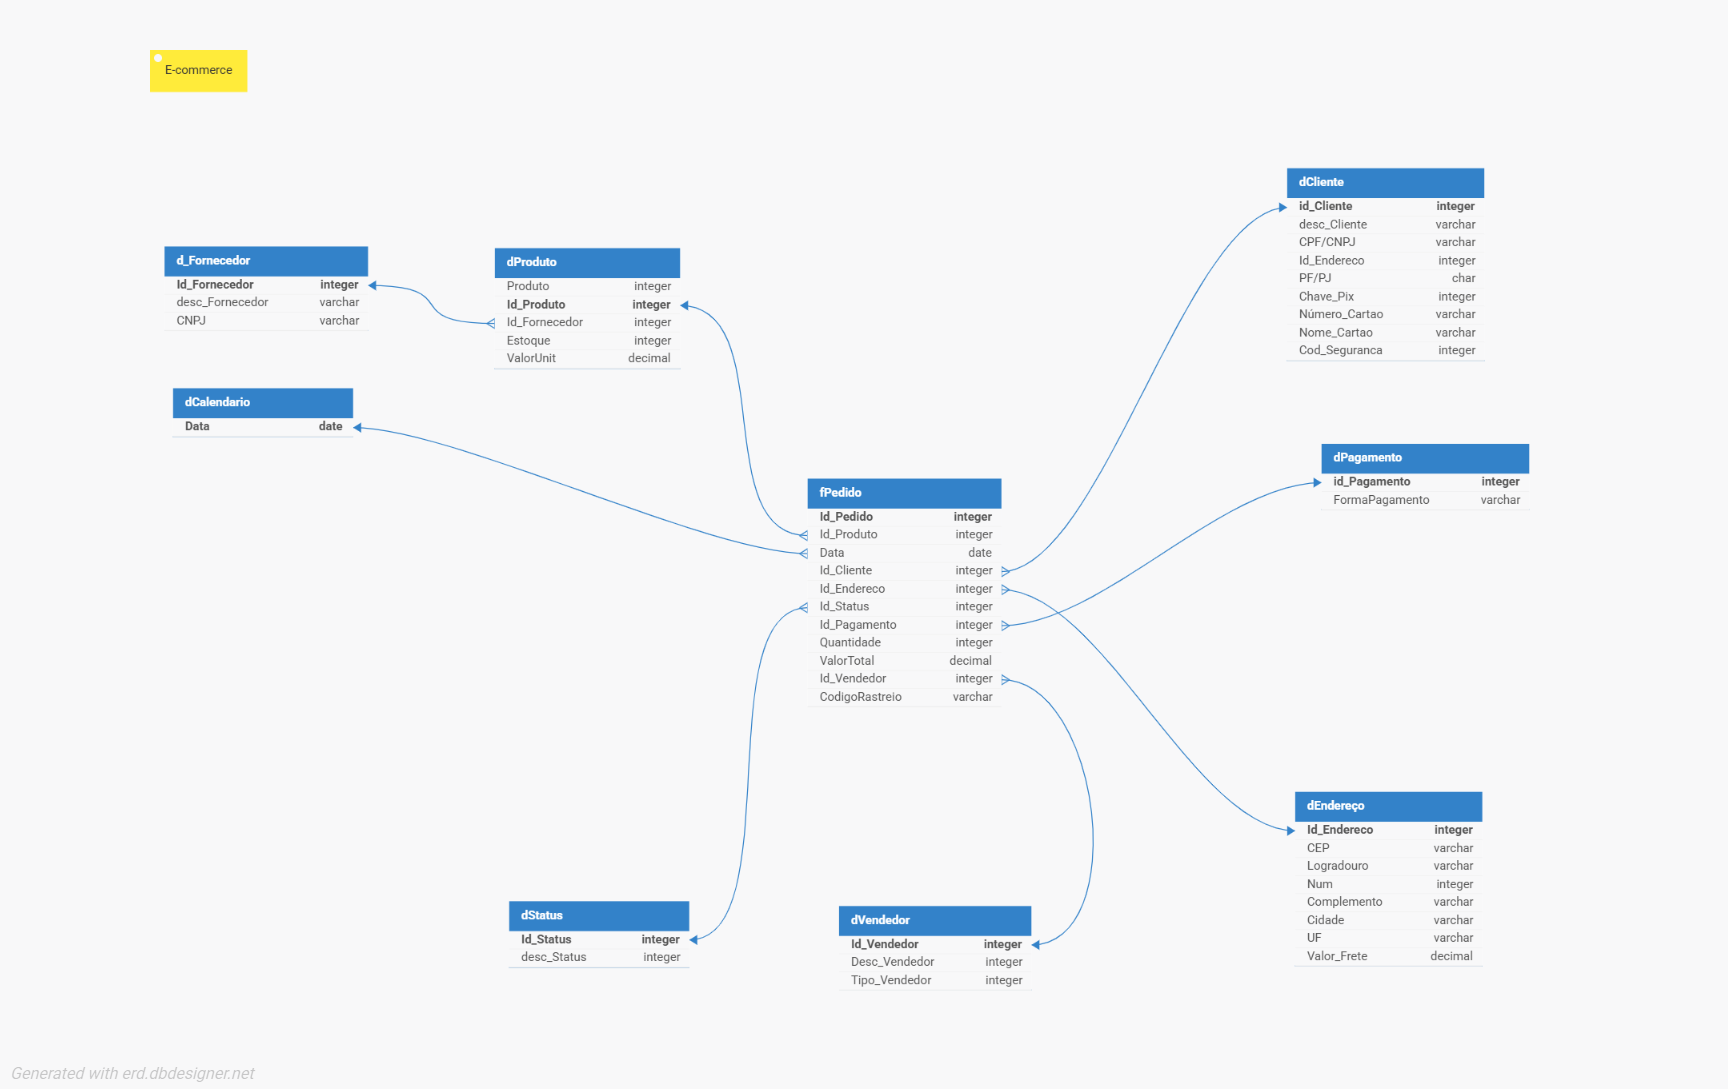 E-commerce
dCliente
id_Cliente integer
desc_Cliente varchar
CPF/CNPJ varchar
Id_Endereco integer
PF/PJ char
Chave_Pix integer
Número_Cartao varchar
Nome_Cartao varchar
Cod_Seguranca integer
d_Fornecedor
Id_Fornecedor integer
desc_Fornecedor varchar
CNPJ varchar
dProduto
Produto integer
Id_Produto integer
Id_Fornecedor integer
Estoque integer
ValorUnit decimal
dCalendario
Data date
dPagamento
id_Pagamento integer
FormaPagamento varchar
fPedido
Id_Pedido integer
Id_Produto integer
Data date
Id_Cliente integer
Id_Endereco integer
Id_Status integer
Id_Pagamento integer
Quantidade integer
ValorTotal decimal
Id_Vendedor integer
CodigoRastreio varchar
dEndereço
Id_Endereco integer
CEP varchar
Logradouro varchar
Num integer
Complemento varchar
Cidade varchar
UF varchar
Valor_Frete decimal
dStatus
Id_Status integer
desc_Status integer
dVendedor
Id_Vendedor integer
Desc_Vendedor integer
Tipo_Vendedor integer
Generated with erd.dbdesigner.net